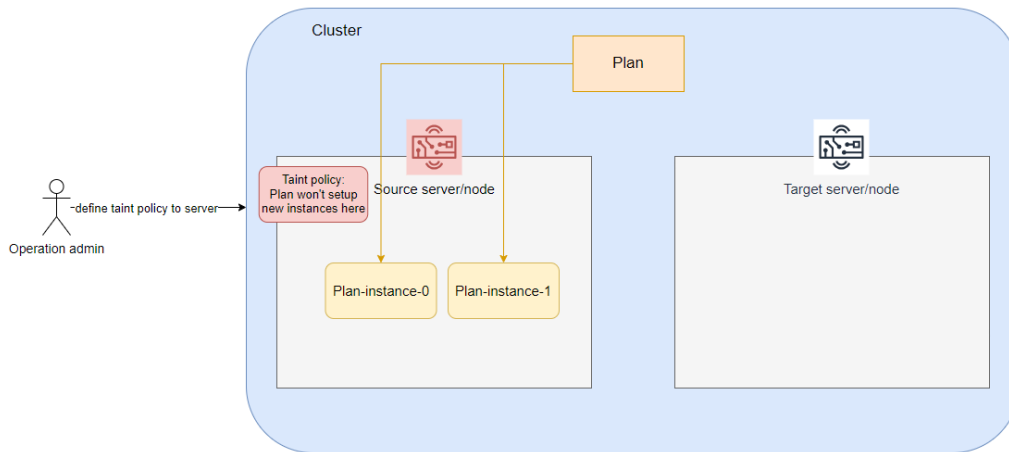 Cluster
Plan
Taint policy:
Plan won't setup
new instances here
Source server/node
Target server/node
define taint policy to server
Operation admin
Plan-instance-0
Plan-instance-1